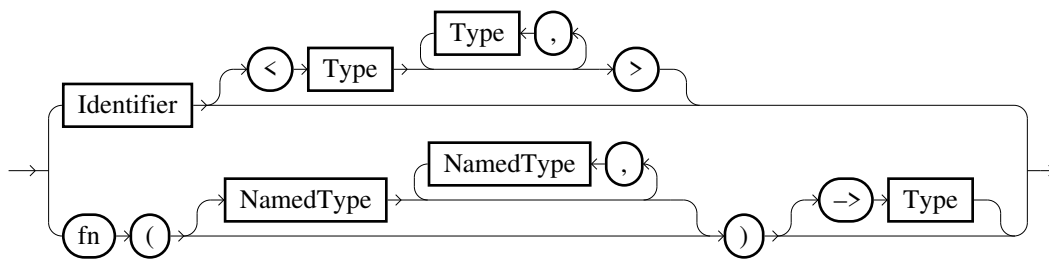 Type ,
< Type >
Identifier
NamedType ,
NamedType –> Type
fn ( )